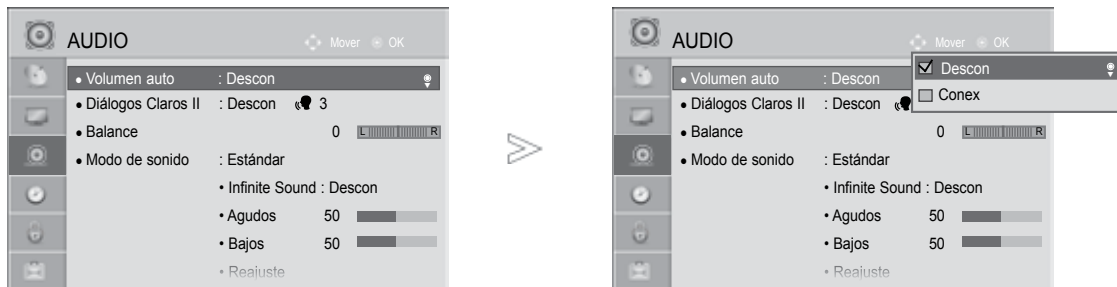 AUDIO
Mover OK
• Volumen auto : Descon
• Diálogos Claros II : Descon 3
• Balance 0 L R
• Modo de sonido : Estándar
• Infinite Sound : Descon
• Agudos 50
• Bajos 50
• Reajuste
>
AUDIO
Mover OK
• Volumen auto : Descon
Descon
Conex
• Diálogos Claros II : Descon
• Balance 0 L R
• Modo de sonido : Estándar
• Infinite Sound : Descon
• Agudos 50
• Bajos 50
• Reajuste